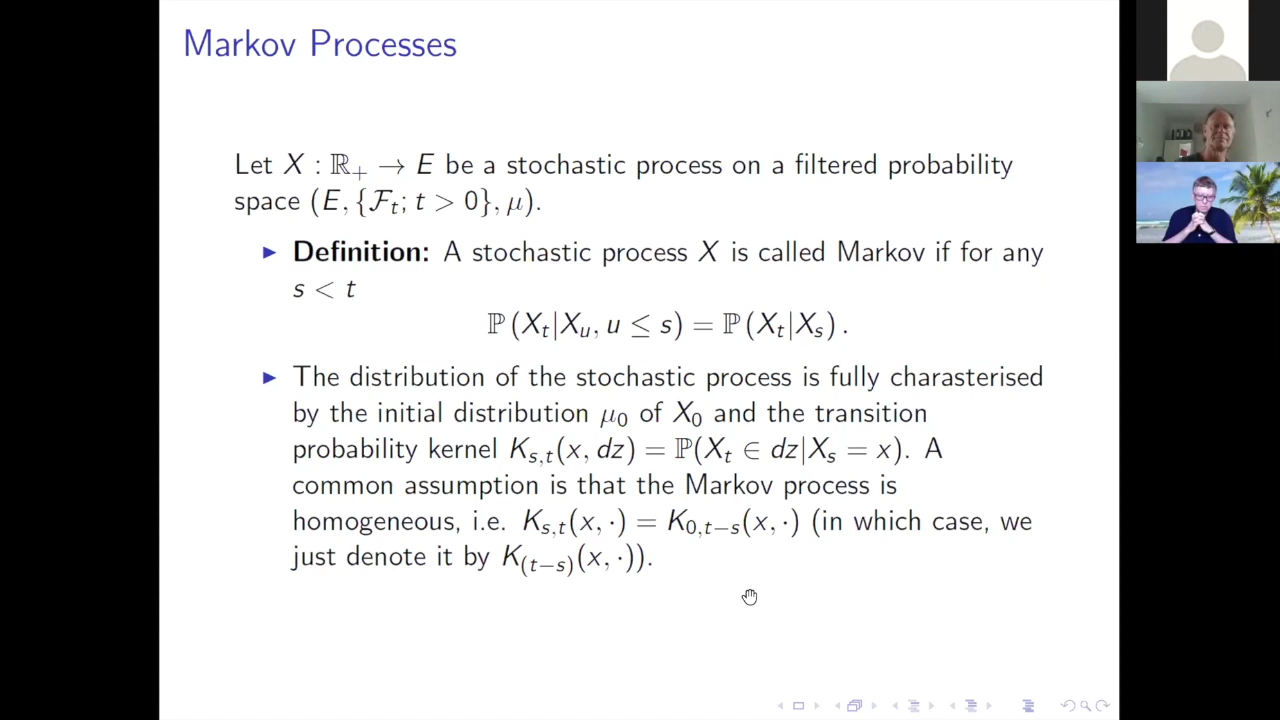 Markov Processes
Let X : ℝ₊ → E be a stochastic process on a filtered probability
space (E, {ℱₜ; t > 0}, μ).
► Definition: A stochastic process X is called Markov if for any
s < t
ℙ (Xₜ|Xᵤ, u ≤ s) = ℙ (Xₜ|Xₛ) .
► The distribution of the stochastic process is fully charasterised
by the initial distribution μ₀ of X₀ and the transition
probability kernel Kₛ,ₜ(x, dz) = ℙ(Xₜ ∈ dz|Xₛ = x). A
common assumption is that the Markov process is
homogeneous, i.e. Kₛ,ₜ(x, ·) = K₀,ₜ₋ₛ(x, ·) (in which case, we
just denote it by K₍ₜ₋ₛ₎(x, ·)).